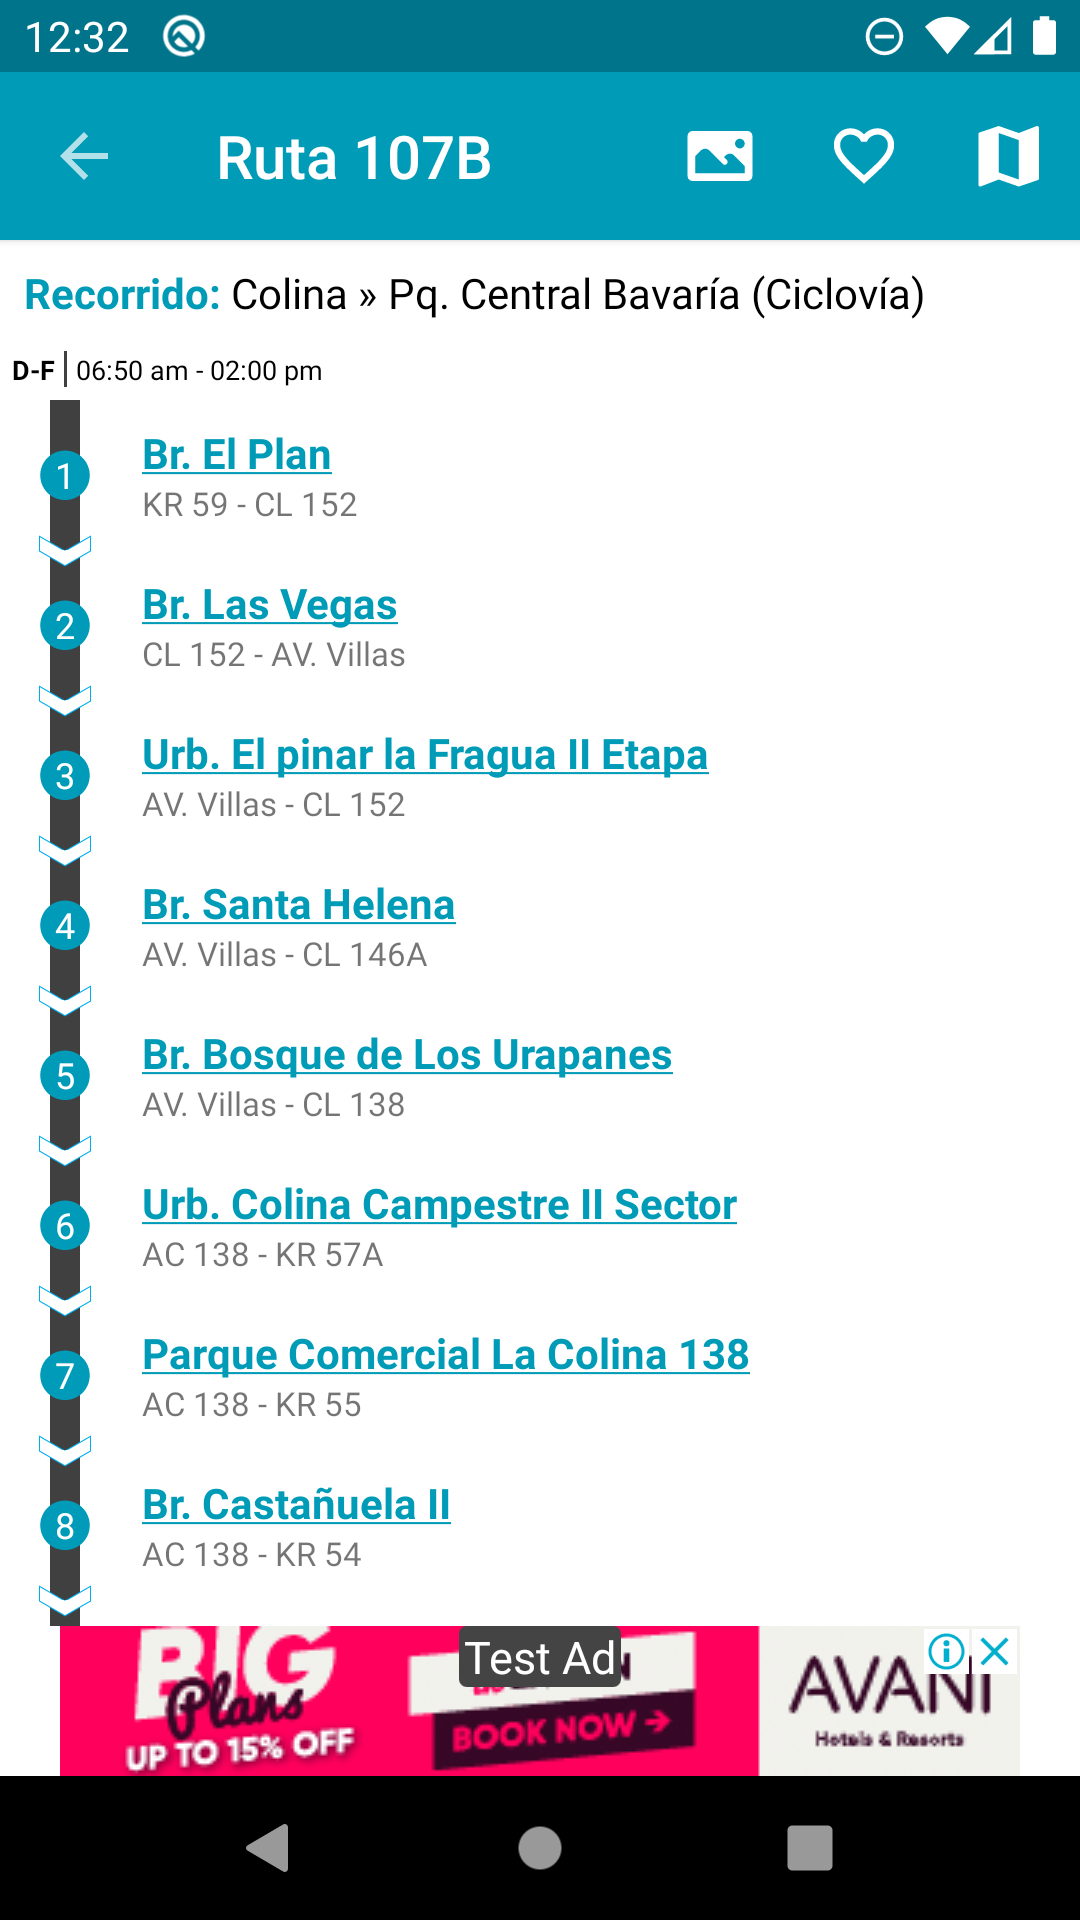 12:32
Ruta 107B
Recorrido: Colina » Pq. Central Bavaría (Ciclovía)
D-F 06:50 am - 02:00 pm
1 Br. El Plan
KR 59 - CL 152
2 Br. Las Vegas
CL 152 - AV. Villas
3 Urb. El pinar la Fragua II Etapa
AV. Villas - CL 152
4 Br. Santa Helena
AV. Villas - CL 146A
5 Br. Bosque de Los Urapanes
AV. Villas - CL 138
6 Urb. Colina Campestre II Sector
AC 138 - KR 57A
7 Parque Comercial La Colina 138
AC 138 - KR 55
8 Br. Castañuela II
AC 138 - KR 54
BIG
Plans
UP TO 15% OFF
Test Ad
BOOK NOW →
AVANI
Hotels & Resorts